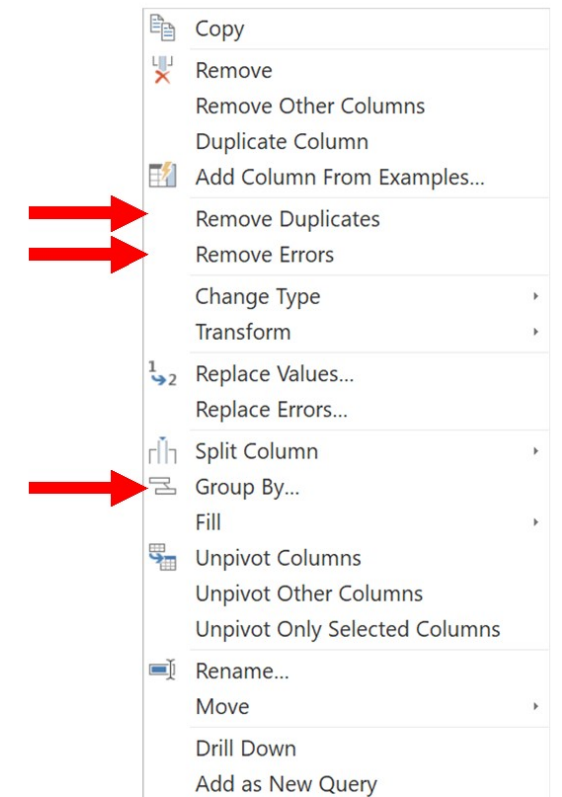 Copy
Remove
Remove Other Columns
Duplicate Column
Add Column From Examples...
Remove Duplicates
Remove Errors
Change Type
Transform
1
2
Replace Values...
Replace Errors...
Split Column
Group By...
Fill
Unpivot Columns
Unpivot Other Columns
Unpivot Only Selected Columns
Rename...
Move
Drill Down
Add as New Query